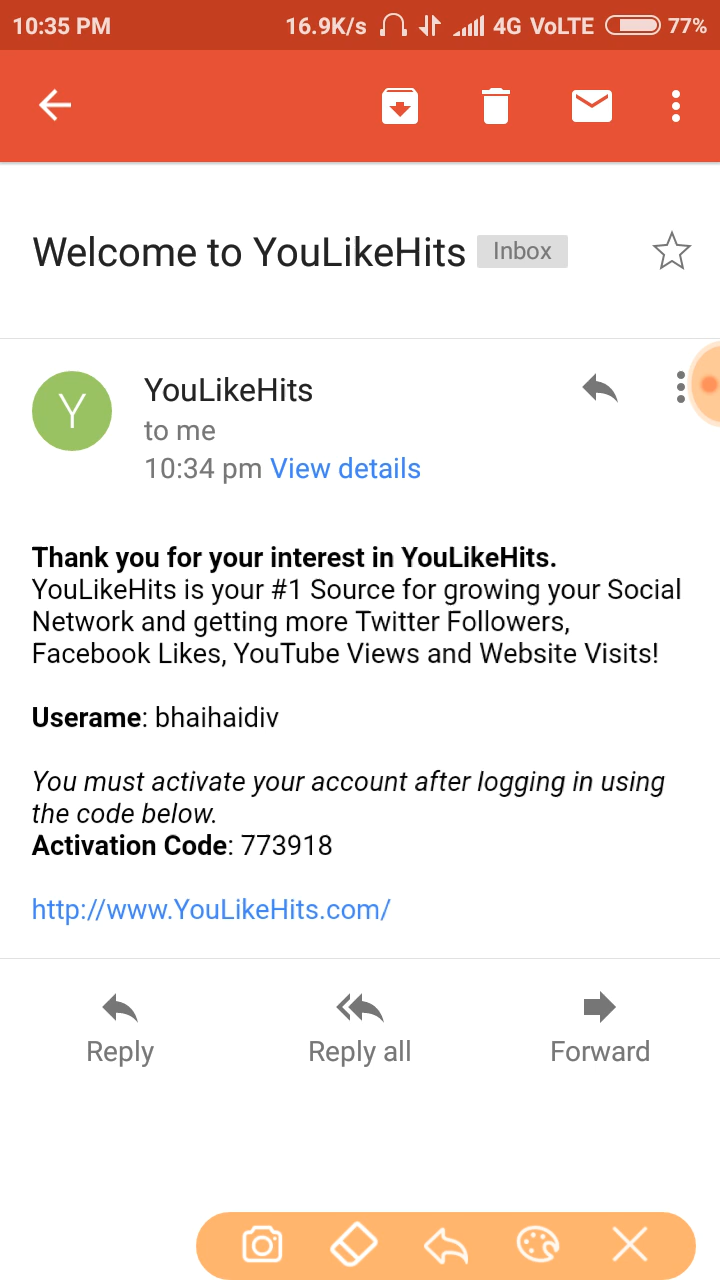 10:35 PM 16.9K/s 4G VoLTE 77%
Welcome to YouLikeHits Inbox
Y
YouLikeHits
to me
10:34 pm View details
Thank you for your interest in YouLikeHits.
YouLikeHits is your #1 Source for growing your Social
Network and getting more Twitter Followers,
Facebook Likes, YouTube Views and Website Visits!
Userame: bhaihaidiv
You must activate your account after logging in using
the code below.
Activation Code: 773918
http://www.YouLikeHits.com/
Reply Reply all Forward